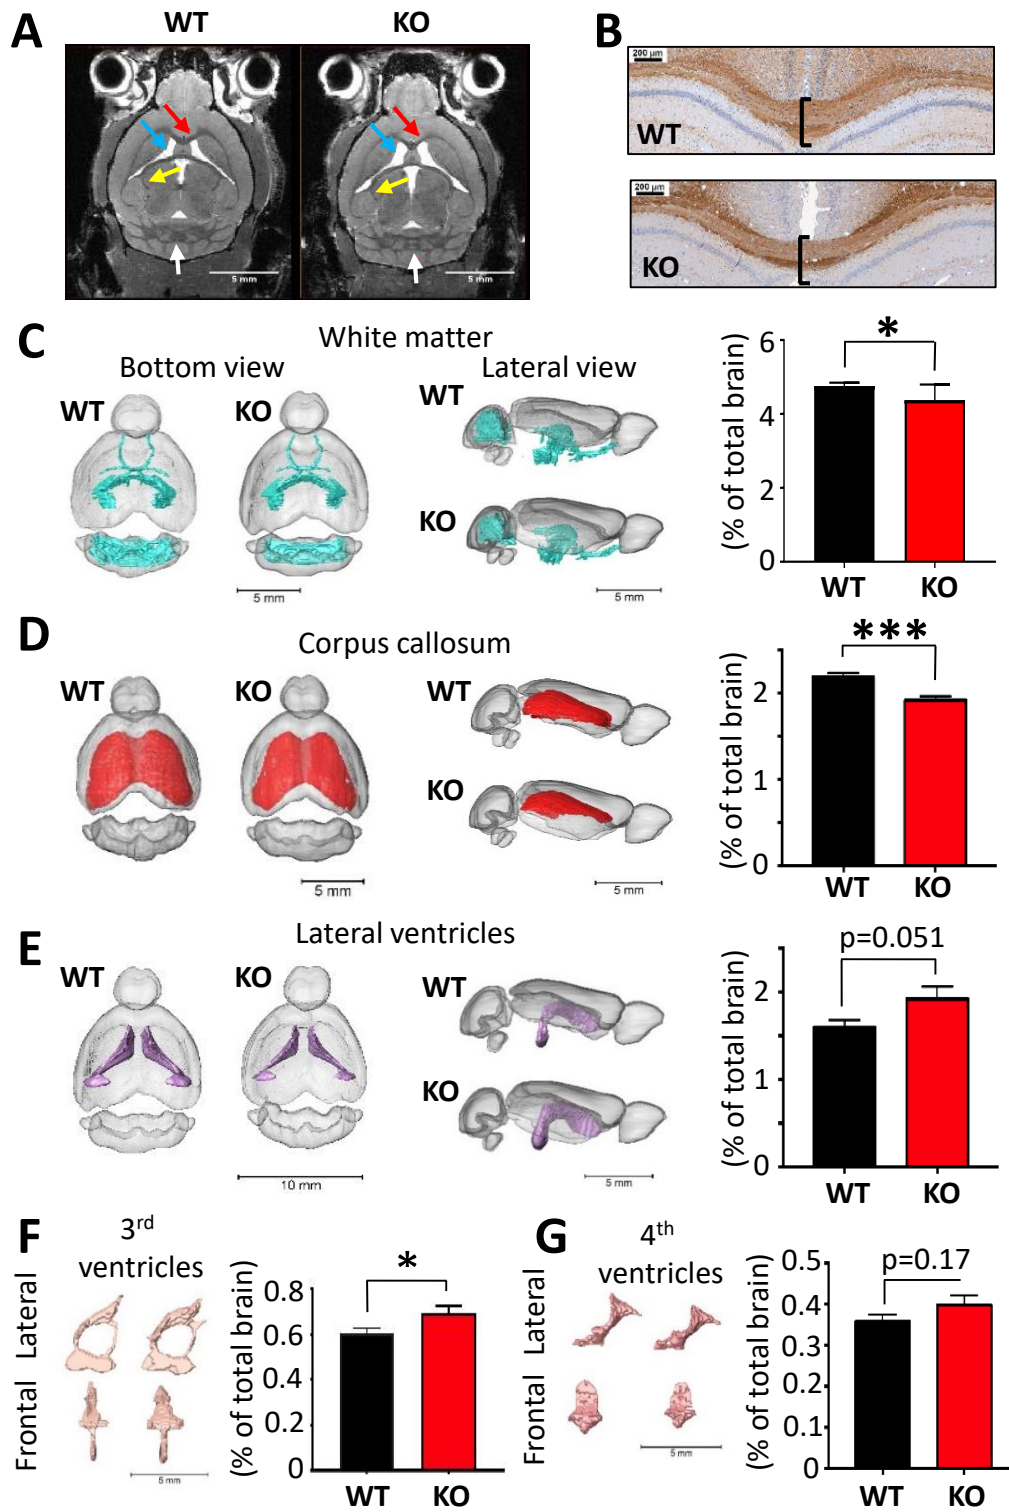 A
WT
KO
5 mm
5 mm
B
200 µm
WT
200 µm
KO
C
White matter
Bottom view
Lateral view
WT
KO
WT
KO
5 mm
5 mm
(% of total brain)
6
4
2
0
*
WT
KO
D
Corpus callosum
WT
KO
WT
KO
5 mm
5 mm
(% of total brain)
2
1
0
***
WT
KO
E
Lateral ventricles
WT
KO
WT
KO
10 mm
5 mm
(% of total brain)
2
1
0
p=0.051
WT
KO
F
3rd
ventricles
Lateral
Frontal
5 mm
(% of total brain)
0.8
0.6
0.4
0.2
0
*
WT
KO
G
4th
ventricles
Lateral
Frontal
5 mm
(% of total brain)
0.5
0.4
0.3
0.2
0.1
0
p=0.17
WT
KO